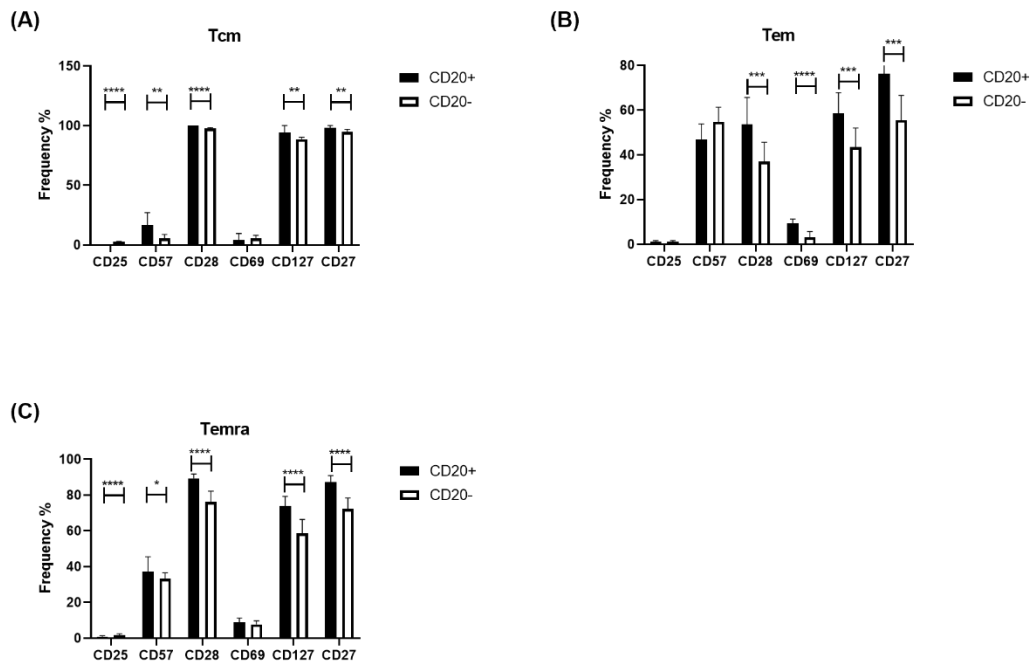 (A)
Tcm
Frequency %
150
100
50
0
**** ** **** ** **
CD25 CD57 CD28 CD69 CD127 CD27
CD20+
CD20-
(B)
Tem
Frequency %
80
60
40
20
0
*** **** *** ***
CD25 CD57 CD28 CD69 CD127 CD27
CD20+
CD20-
(C)
Temra
Frequency %
100
80
60
40
20
0
**** * **** **** ****
CD25 CD57 CD28 CD69 CD127 CD27
CD20+
CD20-